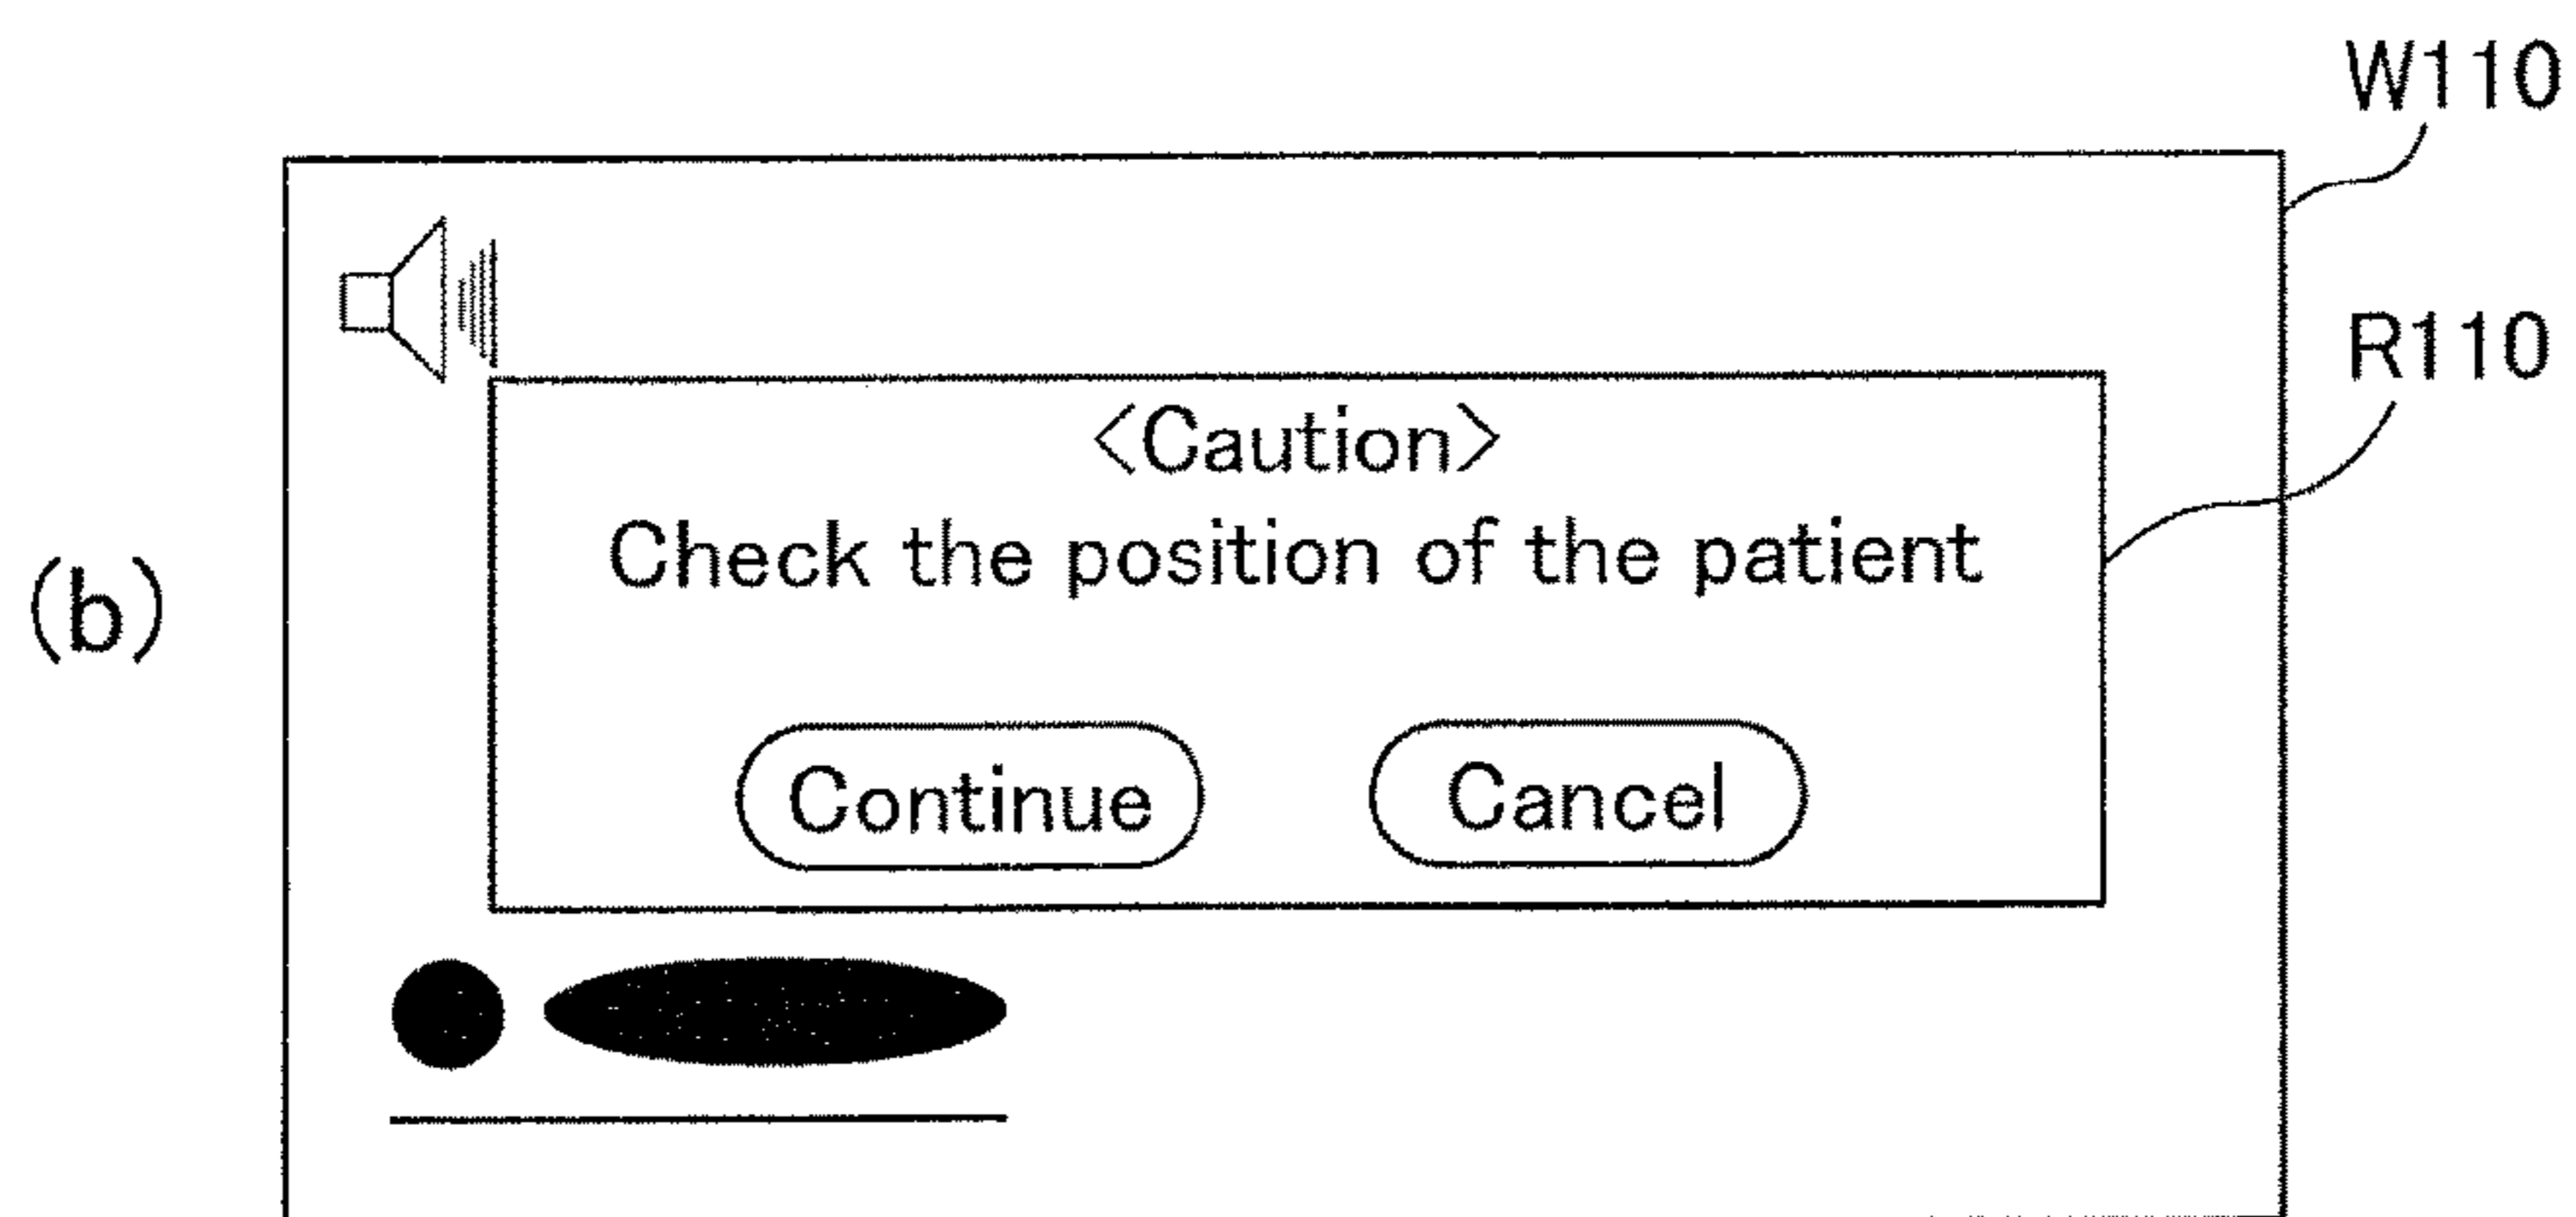 W110
R110
<Caution>
Check the position of the patient
(b)
Continue Cancel